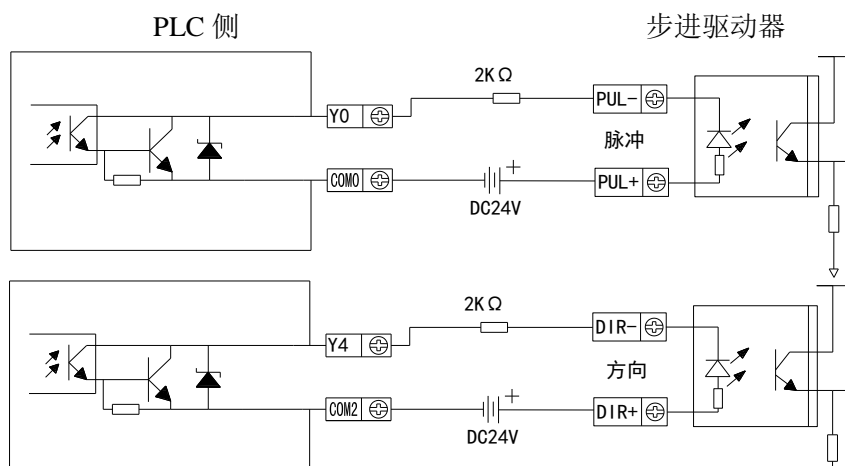 PLC 侧 步进驱动器
2KΩ
Y0 PUL-
脉冲
COM0 + PUL+
DC24V
2KΩ
Y4 DIR-
方向
COM2 + DIR+
DC24V